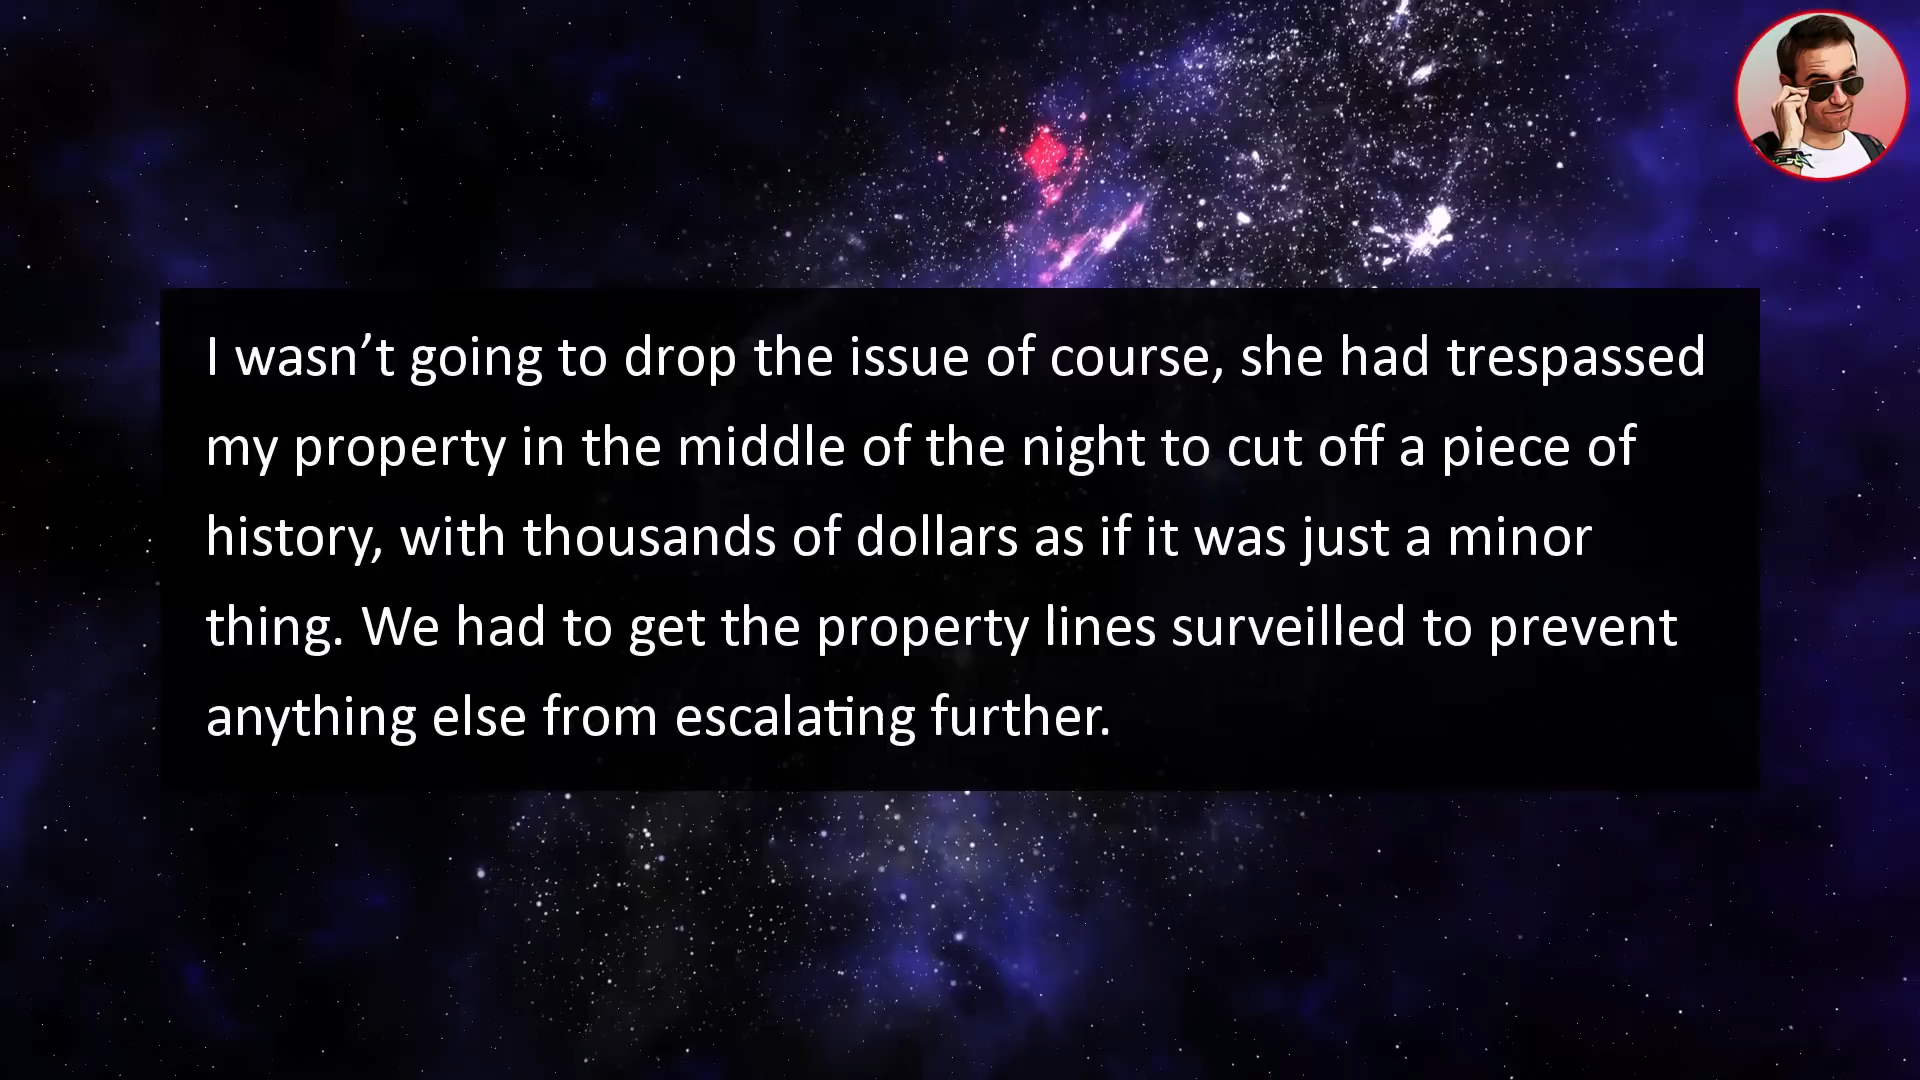 I wasn’t going to drop the issue of course, she had trespassed
my property in the middle of the night to cut off a piece of
history, with thousands of dollars as if it was just a minor
thing. We had to get the property lines surveilled to prevent
anything else from escalating further.